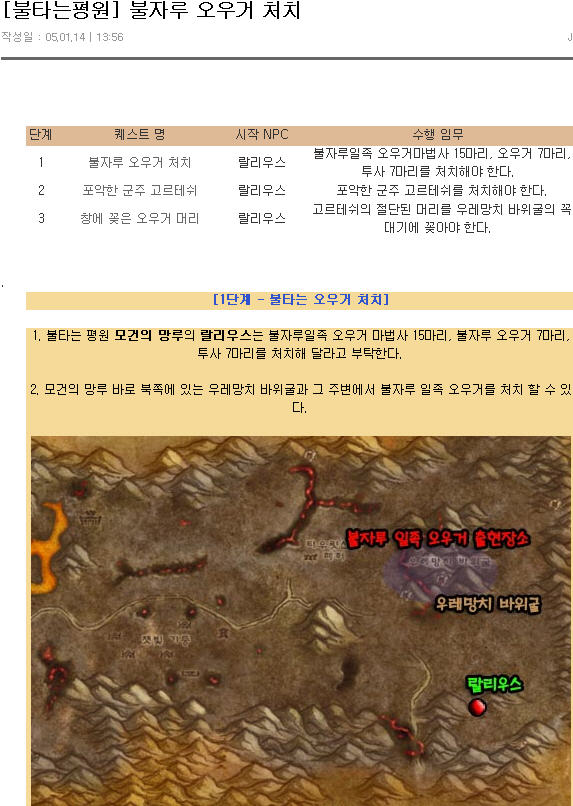 [불타는평원] 불자루 오우거 처치
작성일 : 05.01.14 | 13:56
J
단계 퀘스트 명 시작 NPC 수행 임무
1 불자루 오우거 처치 랄리우스 불자루일족 오우거마법사 15마리, 오우거 7마리, 투사 7마리를 처치해야 한다.
2 포악한 군주 고르테쉬 랄리우스 포악한 군주 고르테쉬를 처치해야 한다.
3 창에 꽂은 오우거 머리 랄리우스 고르테쉬의 절단된 머리를 우레망치 바위굴의 꼭대기에 꽂아야 한다.
.
[1단계 - 불타는 오우거 처치]
1. 불타는 평원 모건의 망루의 랄리우스는 불자루일족 오우거 마법사 15마리, 불자루 오우거 7마리,
투사 7마리를 처치해 달라고 부탁한다.
2. 모건의 망루 바로 북쪽에 있는 우레망치 바위굴과 그 주변에서 불자루 일족 오우거를 처치 할 수 있
다.
불자루 일족 오우거 출현장소
우레망치 바위굴
우레망치 바위굴
잿빛 기둥
랄리우스